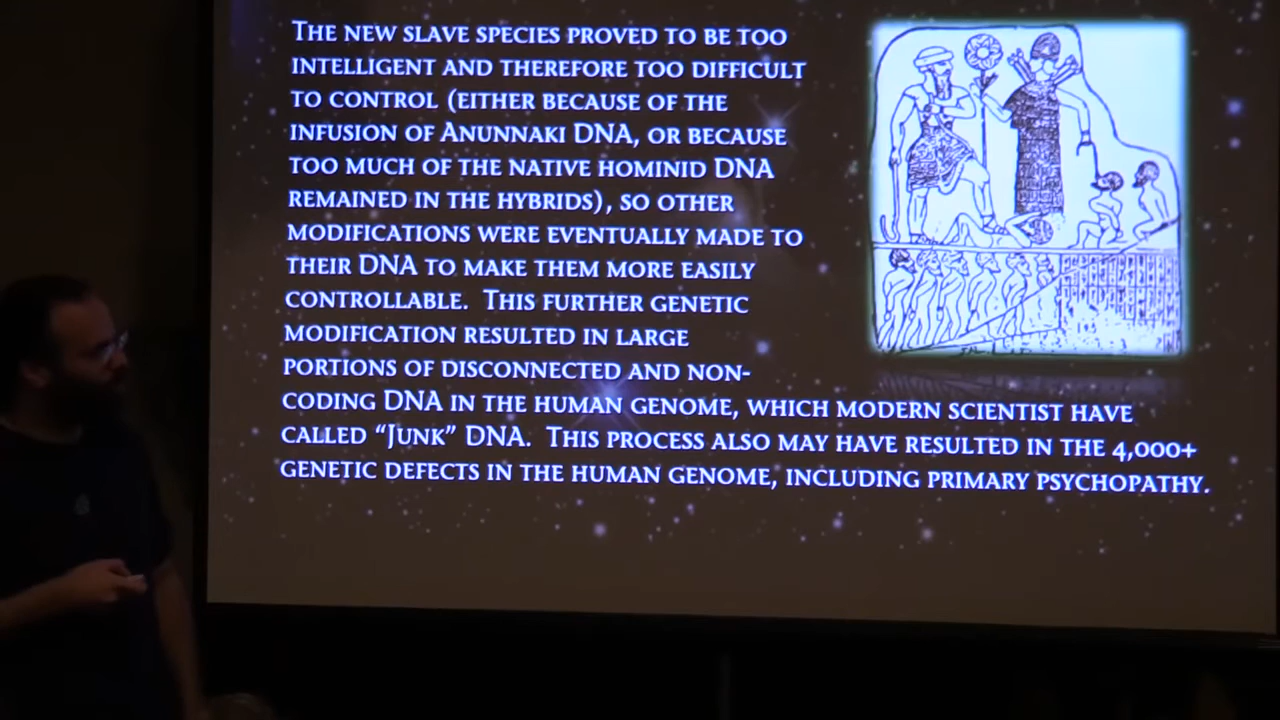 The new slave species proved to be too
intelligent and therefore too difficult
to control (either because of the
infusion of Anunnaki DNA, or because
too much of the native hominid DNA
remained in the hybrids), so other
modifications were eventually made to
their DNA to make them more easily
controllable. This further genetic
modification resulted in large
portions of disconnected and non-
coding DNA in the human genome, which modern scientist have
called “Junk” DNA. This process also may have resulted in the 4,000+
genetic defects in the human genome, including primary psychopathy.